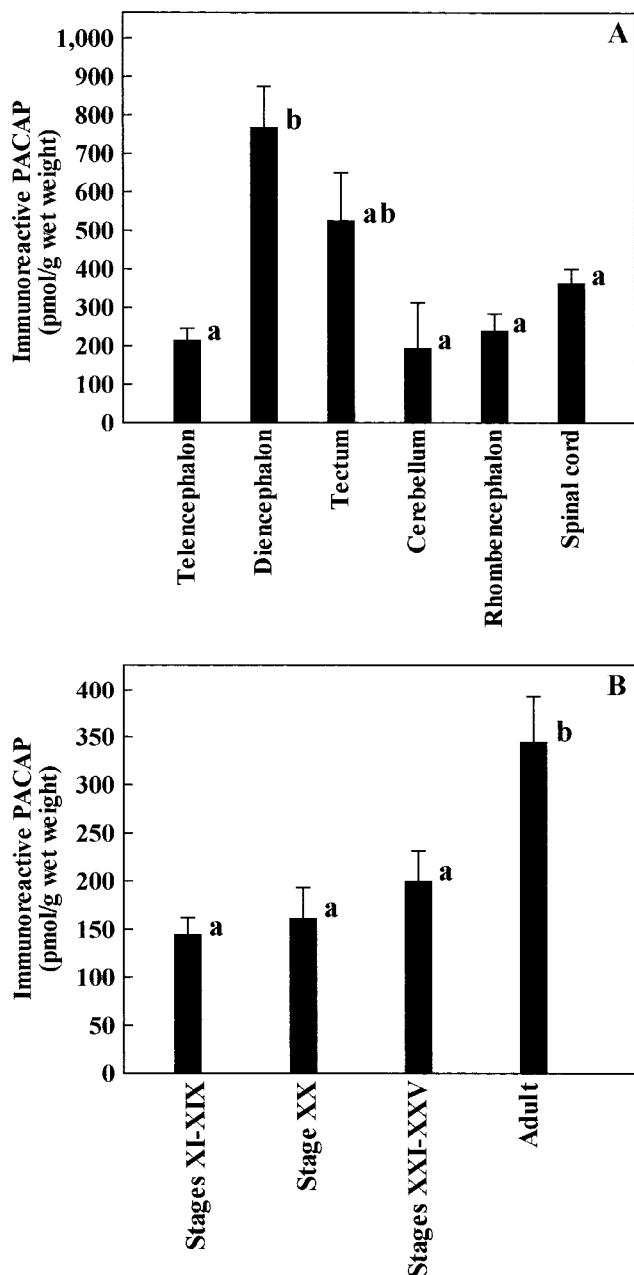 A
Immunoreactive PACAP
(pmol/g wet weight)
1,000
900
800
700
600
500
400
300
200
100
0
a
b
ab
a
a
a
Telencephalon
Diencephalon
Tectum
Cerebellum
Rhombencephalon
Spinal cord
B
Immunoreactive PACAP
(pmol/g wet weight)
400
350
300
250
200
150
100
50
0
a
a
a
b
Stages XI-XIX
Stage XX
Stages XXI-XXV
Adult